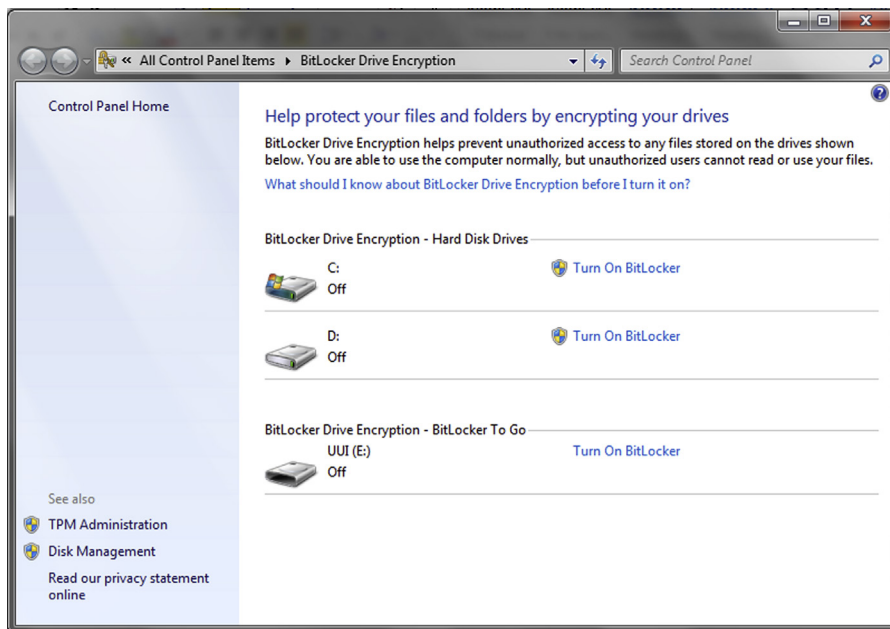 « All Control Panel Items ▸ BitLocker Drive Encryption
Search Control Panel
Control Panel Home
Help protect your files and folders by encrypting your drives
BitLocker Drive Encryption helps prevent unauthorized access to any files stored on the drives shown
below. You are able to use the computer normally, but unauthorized users cannot read or use your files.
What should I know about BitLocker Drive Encryption before I turn it on?
BitLocker Drive Encryption - Hard Disk Drives
C:
Off
Turn On BitLocker
D:
Off
Turn On BitLocker
BitLocker Drive Encryption - BitLocker To Go
UUI (E:)
Off
Turn On BitLocker
See also
TPM Administration
Disk Management
Read our privacy statement
online